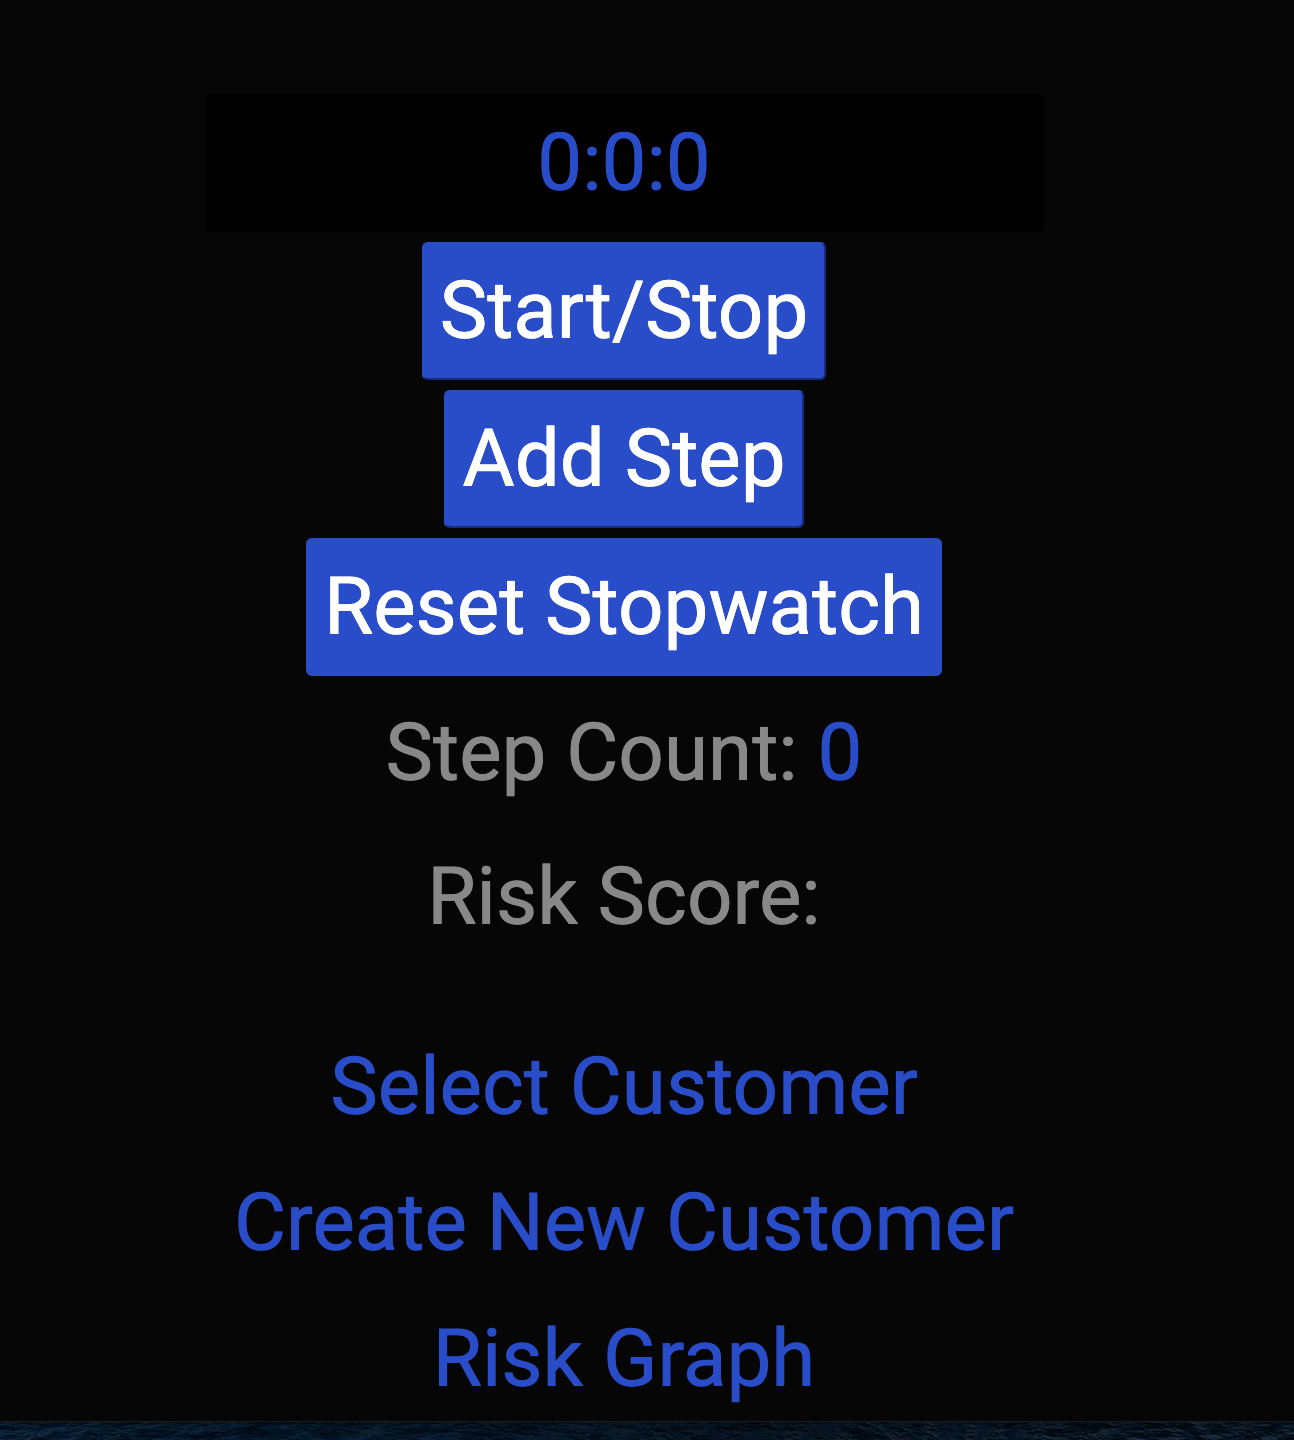 0:0:0
Start/Stop
Add Step
Reset Stopwatch
Step Count: 0
Risk Score:
Select Customer
Create New Customer
Risk Graph